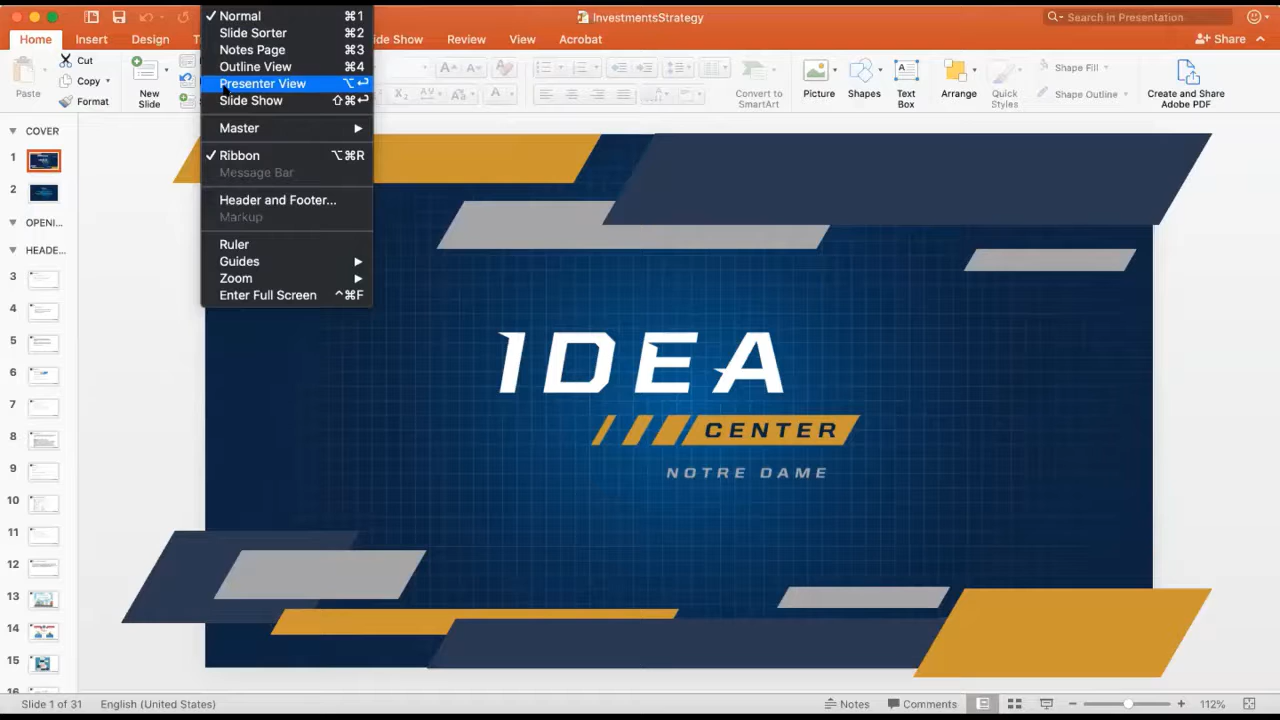 InvestmentsStrategy
Search in Presentation
Home
Insert
Design
T
de Show
Review
View
Acrobat
Share
Paste
Cut
Copy
Format
New
Slide
Convert to
SmartArt
Picture
Shapes
Text
Box
Arrange
Quick
Styles
Shape Fill
Shape Outline
Create and Share
Adobe PDF
✓ Normal ⌘1
Slide Sorter ⌘2
Notes Page ⌘3
Outline View ⌘4
Presenter View ⌥↩
Slide Show ⇧⌘↩
Master
✓ Ribbon ⌥⌘R
Message Bar
Header and Footer...
Markup
Ruler
Guides
Zoom
Enter Full Screen ^⌘F
COVER
1
2
OPENI...
HEADE...
3
4
5
6
7
8
9
10
11
12
13
14
15
16
IDEA
CENTER
NOTRE DAME
Slide 1 of 31
English (United States)
Notes
Comments
112%